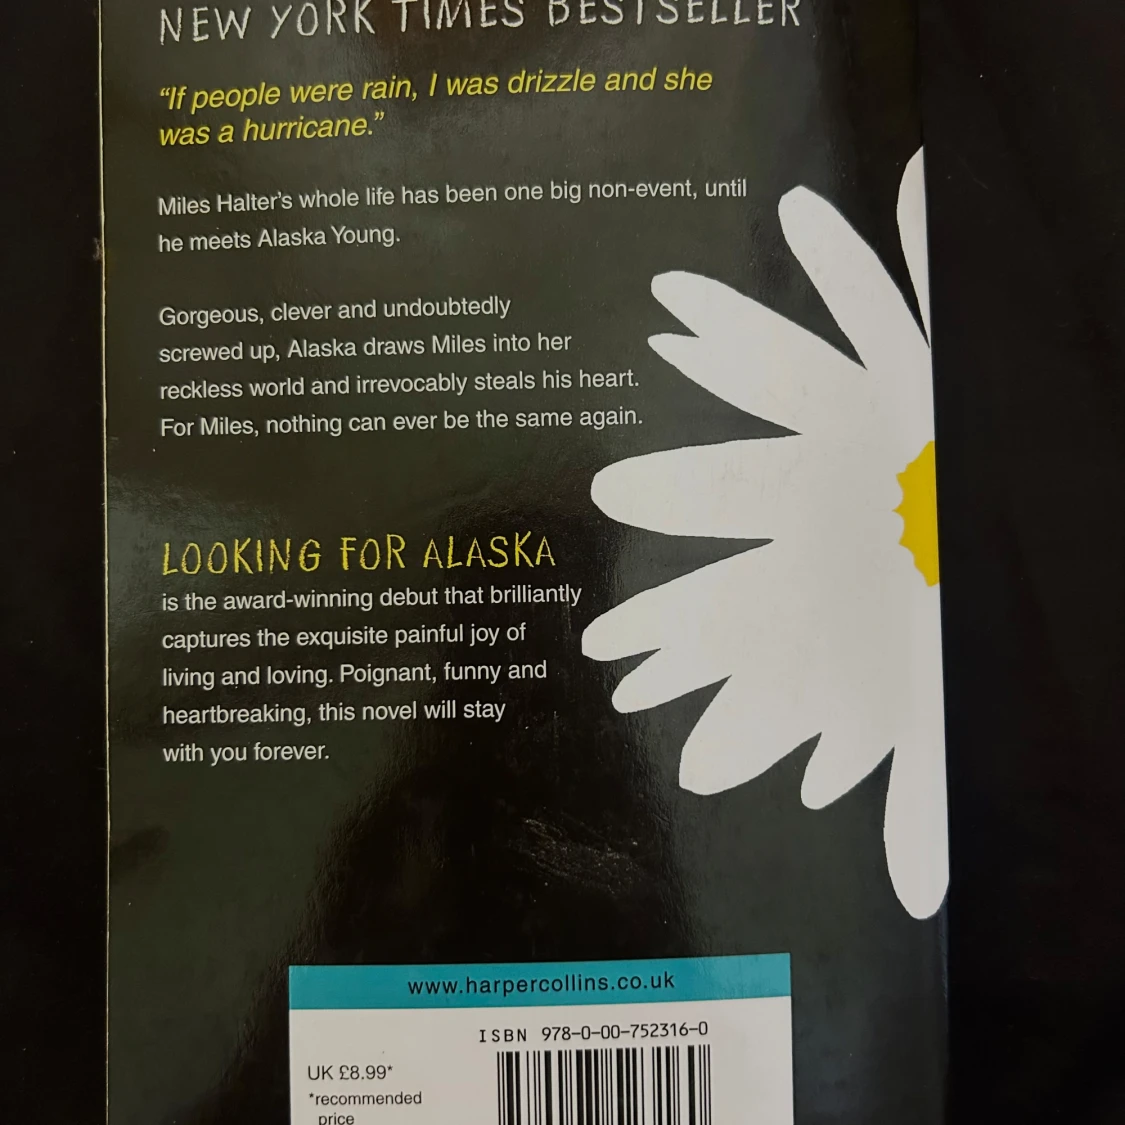 NEW YORK TIMES BESTSELLER
“If people were rain, I was drizzle and she
was a hurricane.”
Miles Halter’s whole life has been one big non-event, until
he meets Alaska Young.
Gorgeous, clever and undoubtedly
screwed up, Alaska draws Miles into her
reckless world and irrevocably steals his heart.
For Miles, nothing can ever be the same again.
LOOKING FOR ALASKA
is the award-winning debut that brilliantly
captures the exquisite painful joy of
living and loving. Poignant, funny and
heartbreaking, this novel will stay
with you forever.
www.harpercollins.co.uk
ISBN 978-0-00-752316-0
UK £8.99*
*recommended
price